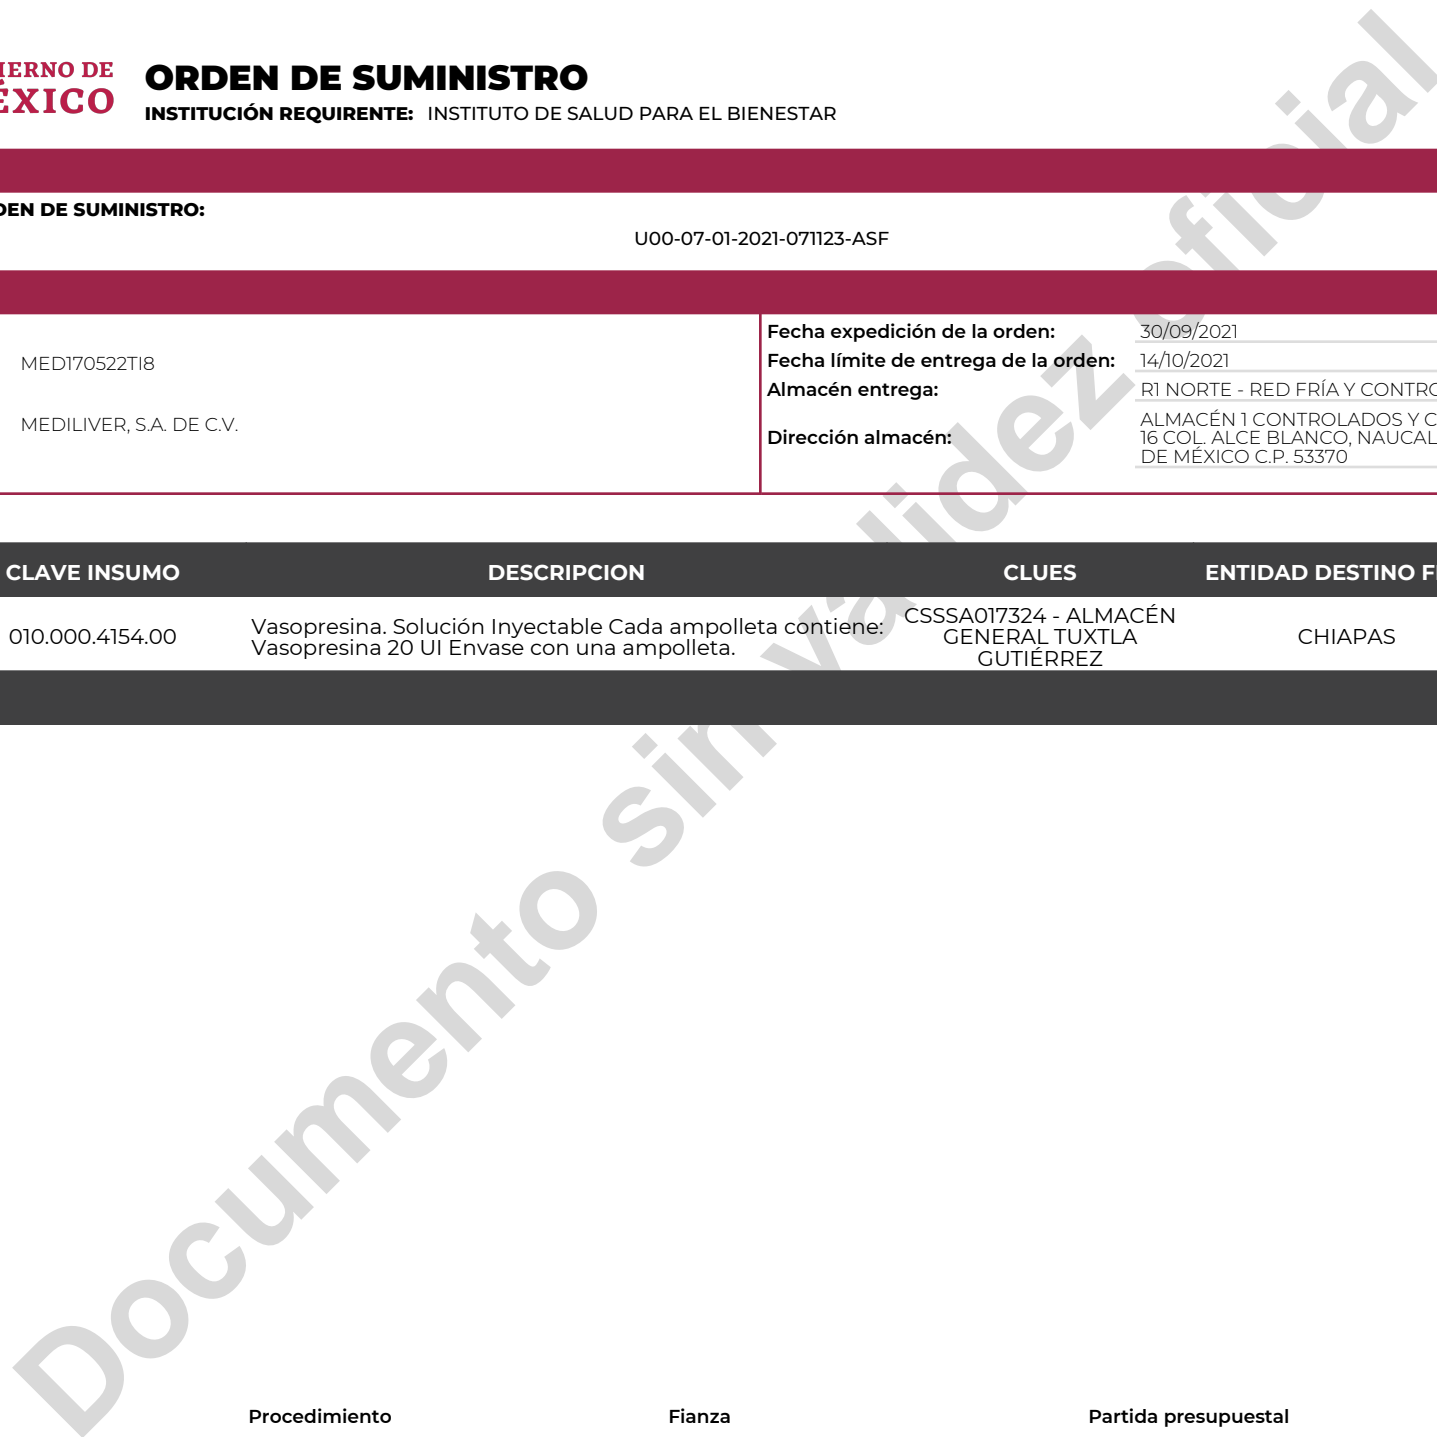 IERNO DE
ÉXICO
ORDEN DE SUMINISTRO
INSTITUCIÓN REQUIRENTE: INSTITUTO DE SALUD PARA EL BIENESTAR
DEN DE SUMINISTRO:
U00-07-01-2021-071123-ASF
MED170522TI8
MEDILIVER, S.A. DE C.V.
Fecha expedición de la orden: 30/09/2021
Fecha límite de entrega de la orden: 14/10/2021
Almacén entrega: R1 NORTE - RED FRÍA Y CONTRO
Dirección almacén: ALMACÉN 1 CONTROLADOS Y C
16 COL. ALCE BLANCO, NAUCAL
DE MÉXICO C.P. 53370
CLAVE INSUMO DESCRIPCION CLUES ENTIDAD DESTINO FI
010.000.4154.00
Vasopresina. Solución Inyectable Cada ampolleta contiene:
Vasopresina 20 UI Envase con una ampolleta.
CSSSA017324 - ALMACÉN
GENERAL TUXTLA
GUTIÉRREZ
CHIAPAS
Documento sin validez oficial
Procedimiento Fianza Partida presupuestal